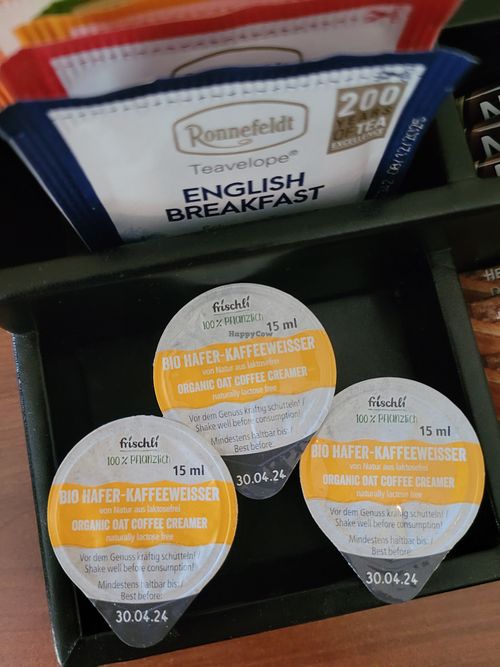 Ronnefeldt
Teavelope®
ENGLISH
BREAKFAST
200
YEARS
OF TEA
EXCELLENCE
frischli
100% PFlANZlich
HappyCow
15 ml
BIO HAFER-KAFFEEWEISSER
von Natur aus laktosefrei
ORGANIC OAT COFFEE CREAMER
naturally lactose free
Vor dem Genuss kräftig schütteln! /
Shake well before consumption!
Mindestens haltbar bis: /
Best before:
30.04.24
frischli
100% PFlANZlich
15 ml
BIO HAFER-KAFFEEWEISSER
von Natur aus laktosefrei
ORGANIC OAT COFFEE CREAMER
naturally lactose free
Vor dem Genuss kräftig schütteln! /
Shake well before consumption!
Mindestens haltbar bis: /
Best before:
30.04.24
frischli
100% PFlANZlich
15 ml
BIO HAFER-KAFFEEWEISSER
von Natur aus laktosefrei
ORGANIC OAT COFFEE CREAMER
naturally lactose free
Vor dem Genuss kräftig schütteln! /
Shake well before consumption!
Mindestens haltbar bis: /
Best before:
30.04.24